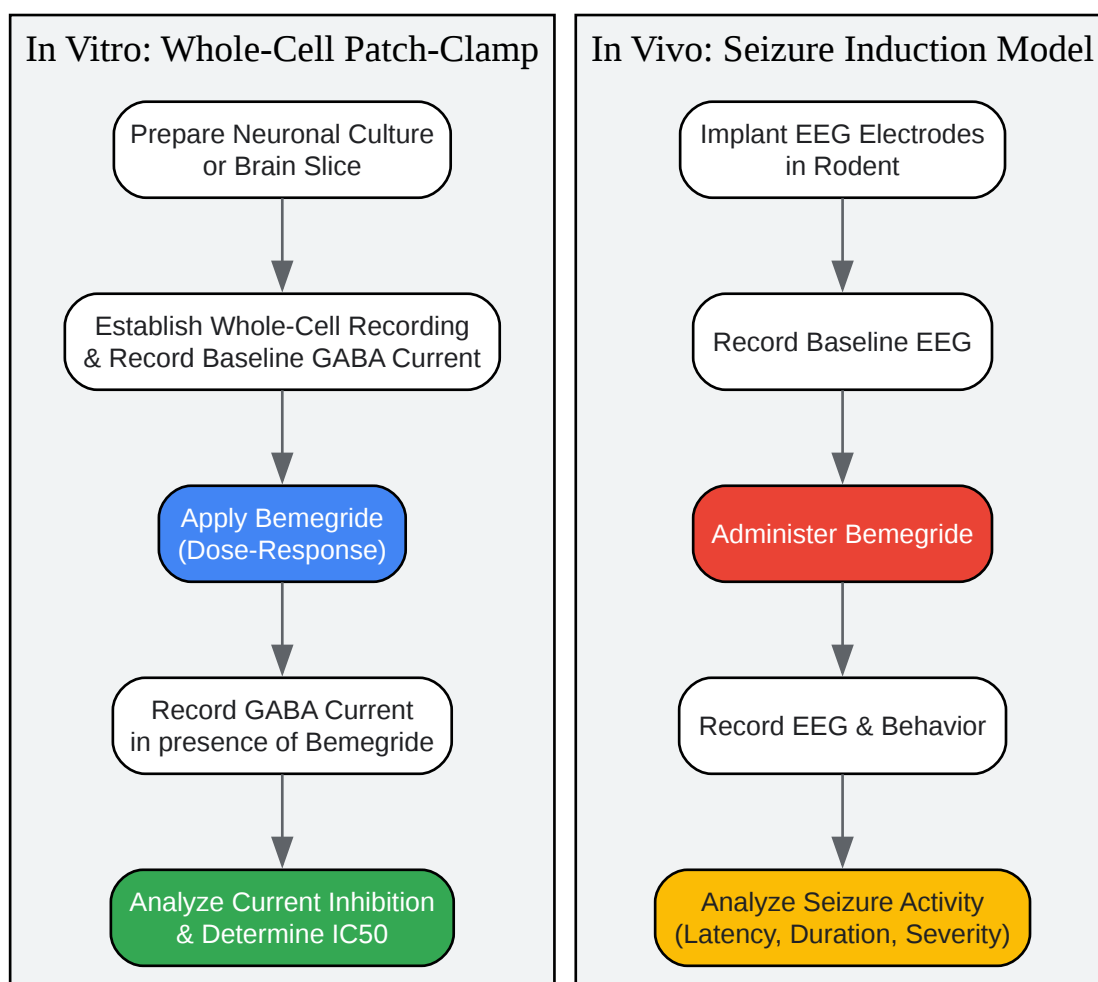 In Vitro: Whole-Cell Patch-Clamp
Prepare Neuronal Culture
or Brain Slice
Establish Whole-Cell Recording
& Record Baseline GABA Current
Apply Bemegride
(Dose-Response)
Record GABA Current
in presence of Bemegride
Analyze Current Inhibition
& Determine IC50
In Vivo: Seizure Induction Model
Implant EEG Electrodes
in Rodent
Record Baseline EEG
Administer Bemegride
Record EEG & Behavior
Analyze Seizure Activity
(Latency, Duration, Severity)